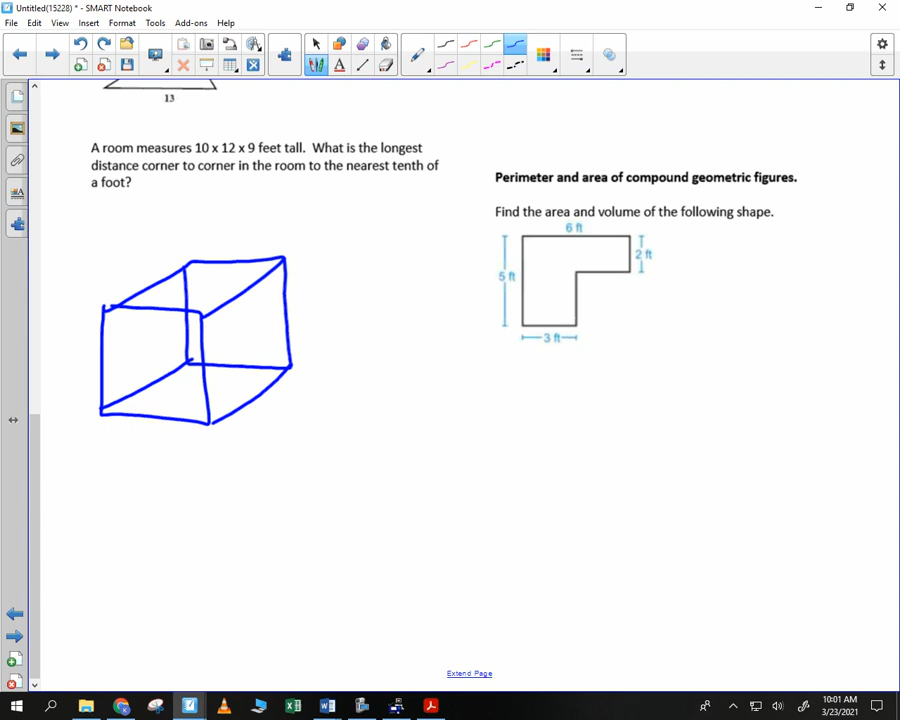 Untitled(15228) * - SMART Notebook
File Edit View Insert Format Tools Add-ons Help
13
A room measures 10 x 12 x 9 feet tall. What is the longest
distance corner to corner in the room to the nearest tenth of
a foot?
Perimeter and area of compound geometric figures.
Find the area and volume of the following shape.
6 ft
2 ft
5 ft
3 ft
Extend Page
10:01 AM
3/23/2021